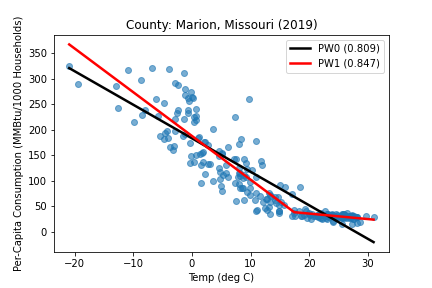 County: Marion, Missouri (2019)
PW0 (0.809)
PW1 (0.847)
Per-Capita Consumption (MMBtu/1000 Households)
350
300
250
200
150
100
50
0
−20 −10 0 10 20 30
Temp (deg C)